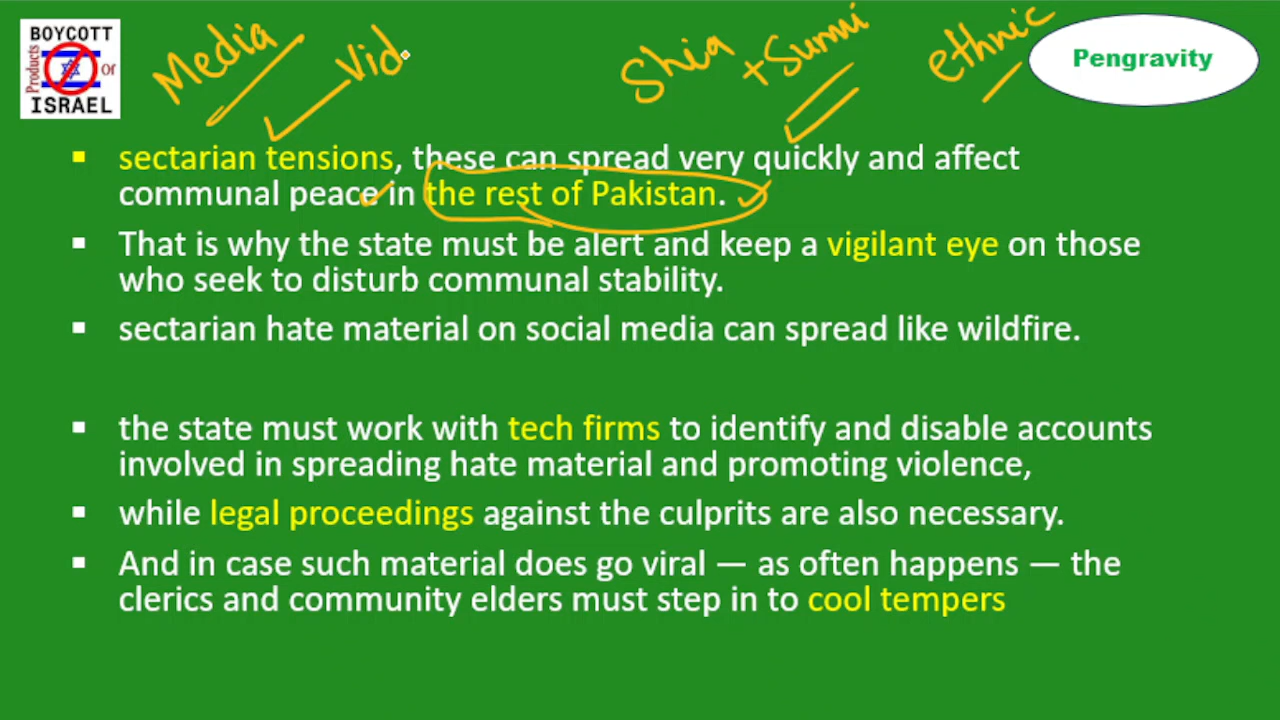 BOYCOTT
Products
or
ISRAEL
Media
Vid
Shia
+ Sunni
ethnic
Pengravity
▪ sectarian tensions, these can spread very quickly and affect
communal peace in the rest of Pakistan.
▪ That is why the state must be alert and keep a vigilant eye on those
who seek to disturb communal stability.
▪ sectarian hate material on social media can spread like wildfire.
▪ the state must work with tech firms to identify and disable accounts
involved in spreading hate material and promoting violence,
▪ while legal proceedings against the culprits are also necessary.
▪ And in case such material does go viral — as often happens — the
clerics and community elders must step in to cool tempers